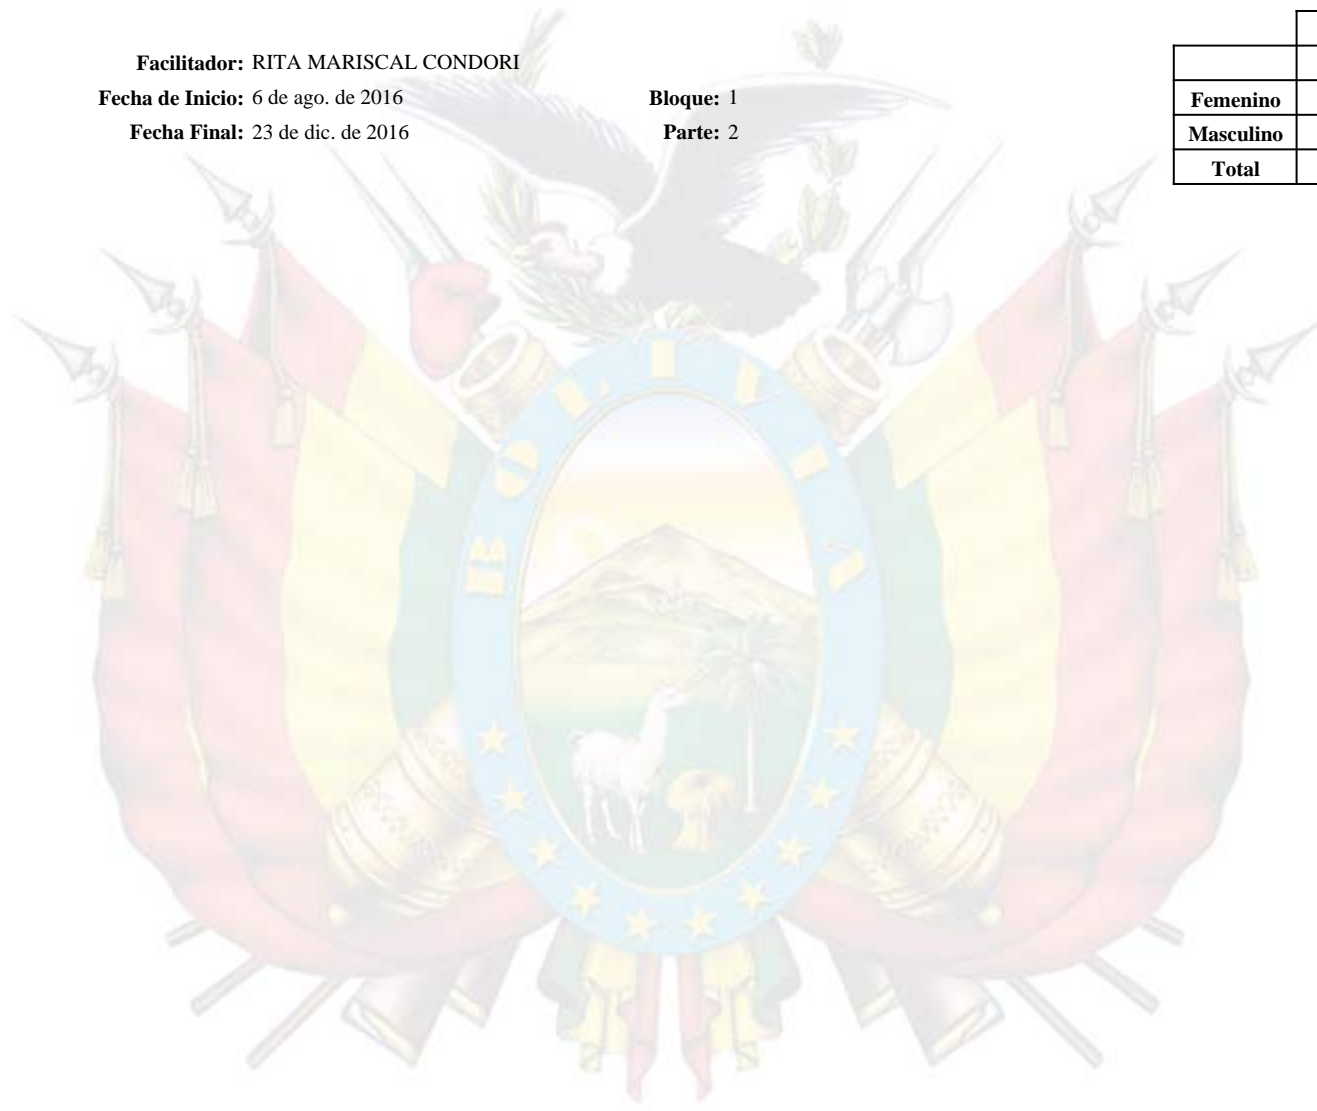 Facilitador: RITA MARISCAL CONDORI
Fecha de Inicio: 6 de ago. de 2016 Bloque: 1
Fecha Final: 23 de dic. de 2016 Parte: 2
Femenino
Masculino
Total
BOLIVIA